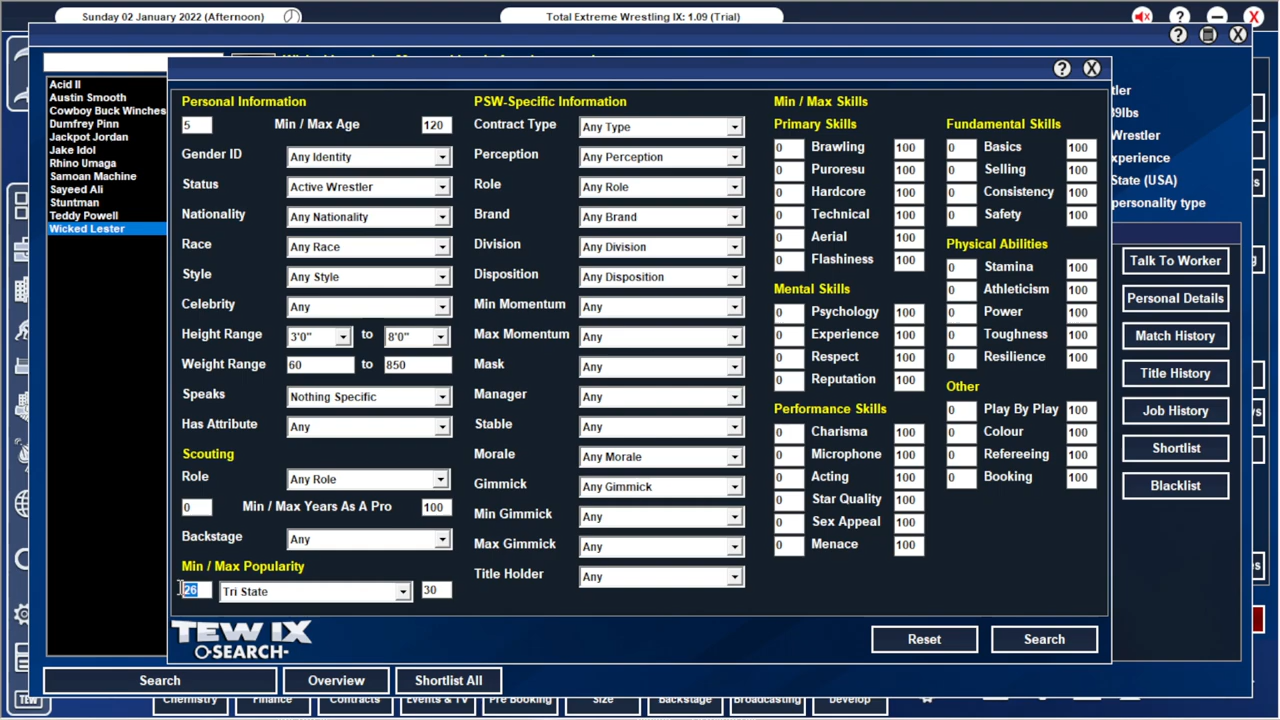 Sunday 02 January 2022 (Afternoon)
Total Extreme Wrestling IX: 1.09 (Trial)
Acid II
Austin Smooth
Cowboy Buck Winches
Dumfrey Pinn
Jackpot Jordan
Jake Idol
Rhino Umaga
Samoan Machine
Sayeed Ali
Stuntman
Teddy Powell
Wicked Lester
Personal Information
5 Min / Max Age 120
Gender ID Any Identity
Status Active Wrestler
Nationality Any Nationality
Race Any Race
Style Any Style
Celebrity Any
Height Range 3'0" to 8'0"
Weight Range 60 to 850
Speaks Nothing Specific
Has Attribute Any
Scouting
Role Any Role
0 Min / Max Years As A Pro 100
Backstage Any
Min / Max Popularity
26 Tri State 30
PSW-Specific Information
Contract Type Any Type
Perception Any Perception
Role Any Role
Brand Any Brand
Division Any Division
Disposition Any Disposition
Min Momentum Any
Max Momentum Any
Mask Any
Manager Any
Stable Any
Morale Any Morale
Gimmick Any Gimmick
Min Gimmick Any
Max Gimmick Any
Title Holder Any
Min / Max Skills
Primary Skills
0 Brawling 100
0 Puroresu 100
0 Hardcore 100
0 Technical 100
0 Aerial 100
0 Flashiness 100
Mental Skills
0 Psychology 100
0 Experience 100
0 Respect 100
0 Reputation 100
Performance Skills
0 Charisma 100
0 Microphone 100
0 Acting 100
0 Star Quality 100
0 Sex Appeal 100
0 Menace 100
Fundamental Skills
0 Basics 100
0 Selling 100
0 Consistency 100
0 Safety 100
Physical Abilities
0 Stamina 100
0 Athleticism 100
0 Power 100
0 Toughness 100
0 Resilience 100
Other
0 Play By Play 100
0 Colour 100
0 Refereeing 100
0 Booking 100
TEW IX
-SEARCH-
Reset
Search
ller
39lbs
Wrestler
xperience
State (USA)
personality type
Talk To Worker
Personal Details
Match History
Title History
Job History
Shortlist
Blacklist
Search
Overview
Shortlist All
TEW
Chemistry
Finance
Contracts
Events & TV
Pre Booking
Size
Backstage
Broadcasting
Develop